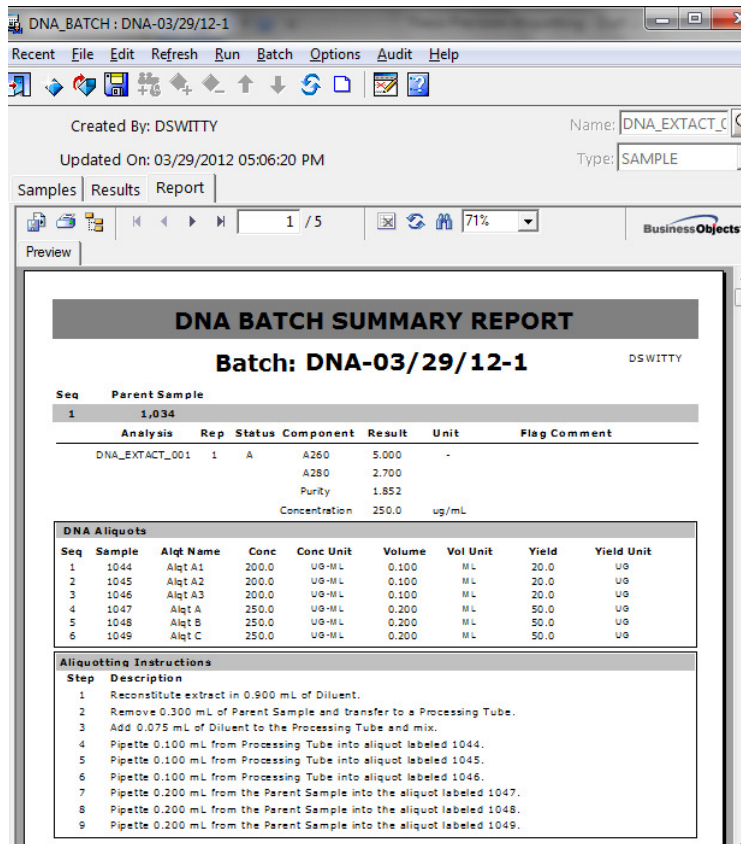 DNA_BATCH : DNA-03/29/12-1
Recent File Edit Refresh Run Batch Options Audit Help
Created By: DSWITTY
Name: DNA_EXTACT_
Updated On: 03/29/2012 05:06:20 PM
Type: SAMPLE
Samples Results Report
1 / 5
71%
BusinessObjects
Preview
DNA BATCH SUMMARY REPORT
Batch: DNA-03/29/12-1
DSWITTY
Seq Parent Sample
1 1,034
Analysis Rep Status Component Result Unit Flag Comment
DNA_EXTACT_001 1 A A260 5.000 -
A280 2.700
Purity 1.852
Concentration 250.0 ug/mL
DNA Aliquots
Seq Sample Alqt Name Conc Conc Unit Volume Vol Unit Yield Yield Unit
1 1044 Alqt A1 200.0 UG-ML 0.100 ML 20.0 UG
2 1045 Alqt A2 200.0 UG-ML 0.100 ML 20.0 UG
3 1046 Alqt A3 200.0 UG-ML 0.100 ML 20.0 UG
4 1047 Alqt A 250.0 UG-ML 0.200 ML 50.0 UG
5 1048 Alqt B 250.0 UG-ML 0.200 ML 50.0 UG
6 1049 Alqt C 250.0 UG-ML 0.200 ML 50.0 UG
Aliquotting Instructions
Step Description
1 Reconstitute extract in 0.900 mL of Diluent.
2 Remove 0.300 mL of Parent Sample and transfer to a Processing Tube.
3 Add 0.075 mL of Diluent to the Processing Tube and mix.
4 Pipette 0.100 mL from Processing Tube into aliquot labeled 1044.
5 Pipette 0.100 mL from Processing Tube into aliquot labeled 1045.
6 Pipette 0.100 mL from Processing Tube into aliquot labeled 1046.
7 Pipette 0.200 mL from the Parent Sample into the aliquot labeled 1047.
8 Pipette 0.200 mL from the Parent Sample into the aliquot labeled 1048.
9 Pipette 0.200 mL from the Parent Sample into the aliquot labeled 1049.